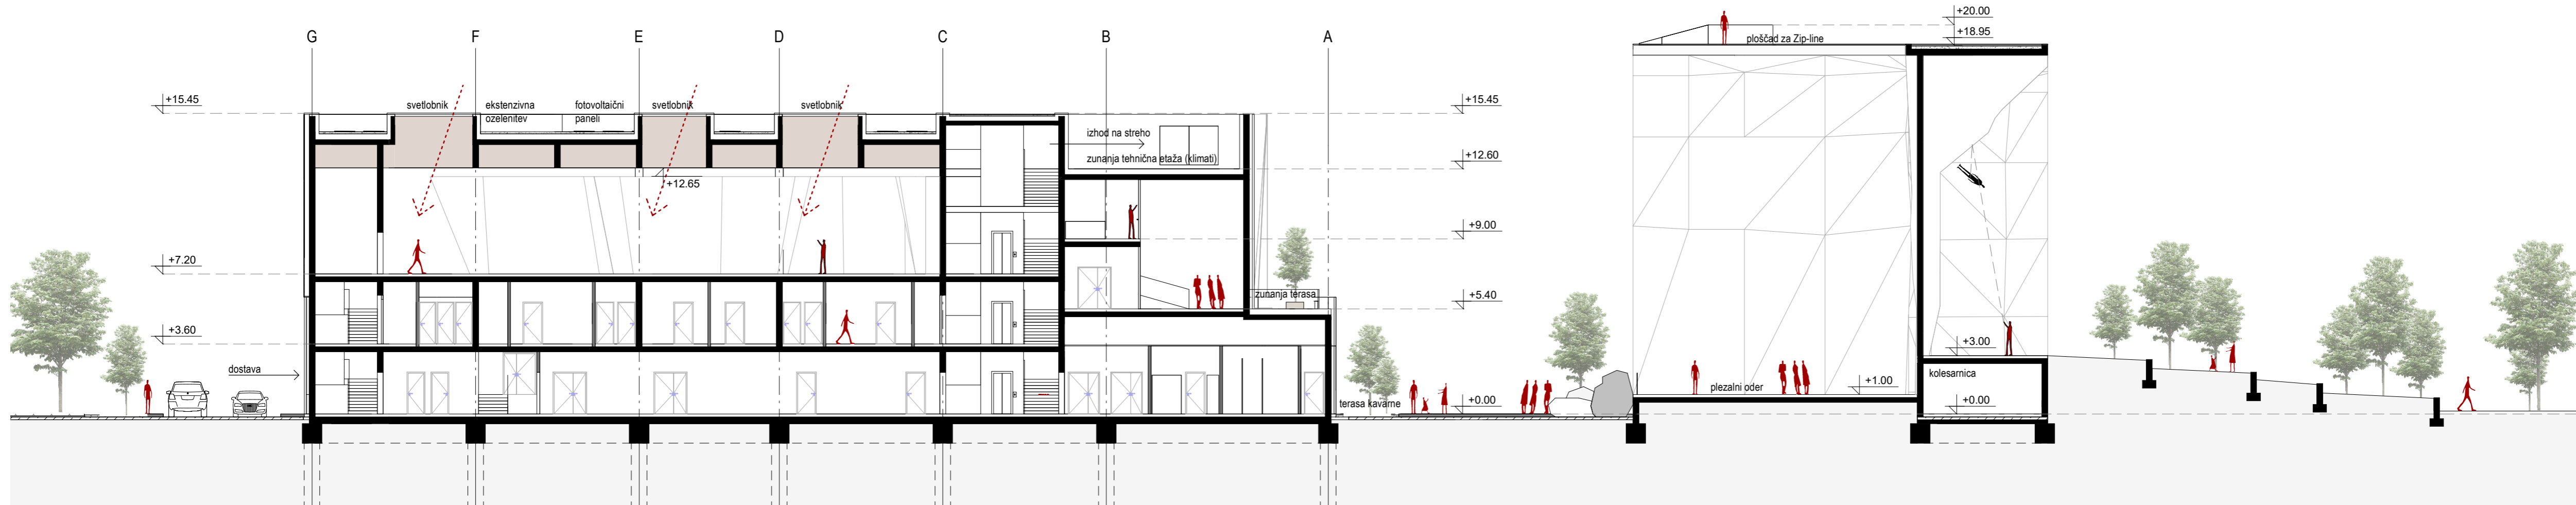 G F E D C B A
+20.00
+18.95
ploščad za Zip-line
+15.45
svetlobnik
ekstenzivna
ozelenitev
fotovoltaični
paneli
svetlobnik
svetlobnik
+15.45
izhod na streho
zunanja tehnična etaža (klimati)
+12.60
+12.65
+9.00
+7.20
zunanja terasa
+5.40
+3.60
+3.00
dostava
kolesarnica
plezalni oder
+1.00
terasa kavarne
+0.00
+0.00